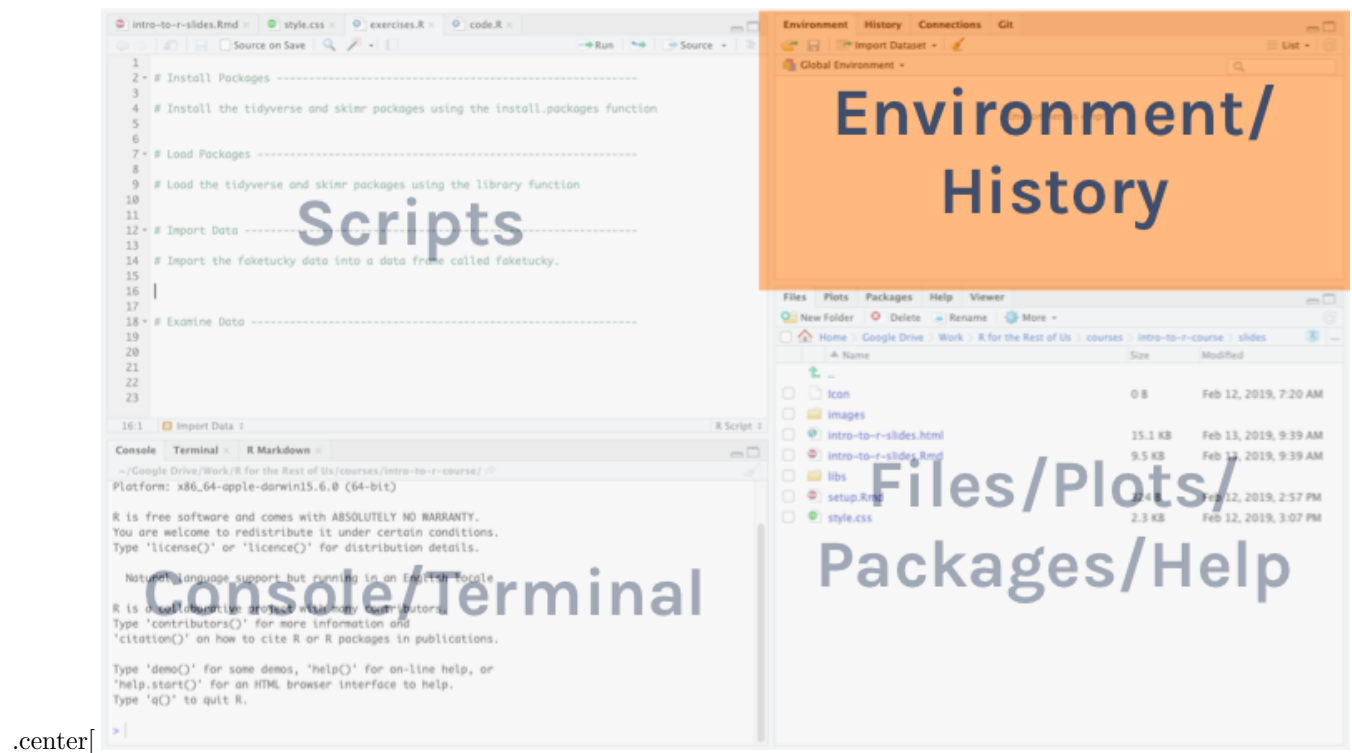 intro-to-r-slides.Rmd × style.css × exercises.R × code.R ×
Source on Save Run Source
1
2 # Install Packages ---------------------------------------------------------
3
4 # Install the tidyverse and skimr packages using the install.packages function
5
6
7 # Load Packages ------------------------------------------------------------
8
9 # Load the tidyverse and skimr packages using the library function
10
11
12 # Import Data --------------------------------------------------------------
13
14 # Import the faketucky data into a data frame called faketucky.
15
16
17
18 # Examine Data -------------------------------------------------------------
19
20
21
22
23
Scripts
16:1 Import Data R Script
Environment History Connections Git
Import Dataset List
Global Environment
Environment/
History
Console Terminal × R Markdown ×
~/Google Drive/Work/R for the Rest of Us/courses/intro-to-r-course/
Platform: x86_64-apple-darwin15.6.0 (64-bit)
R is free software and comes with ABSOLUTELY NO WARRANTY.
You are welcome to redistribute it under certain conditions.
Type 'license()' or 'licence()' for distribution details.
Natural language support but running in an English locale
R is a collaborative project with many contributors.
Type 'contributors()' for more information and
'citation()' on how to cite R or R packages in publications.
Type 'demo()' for some demos, 'help()' for on-line help, or
'help.start()' for an HTML browser interface to help.
Type 'q()' to quit R.
>
Console/Terminal
Files Plots Packages Help Viewer
New Folder Delete Rename More
Home Google Drive Work R for the Rest of Us courses intro-to-r-course slides
Name Size Modified
..
Icon 0 B Feb 12, 2019, 7:20 AM
images
intro-to-r-slides.html 15.1 KB Feb 13, 2019, 9:39 AM
intro-to-r-slides.Rmd 9.5 KB Feb 13, 2019, 9:39 AM
libs
setup.Rmd Feb 12, 2019, 2:57 PM
style.css 2.3 KB Feb 12, 2019, 3:07 PM
Files/Plots/
Packages/Help
.center[